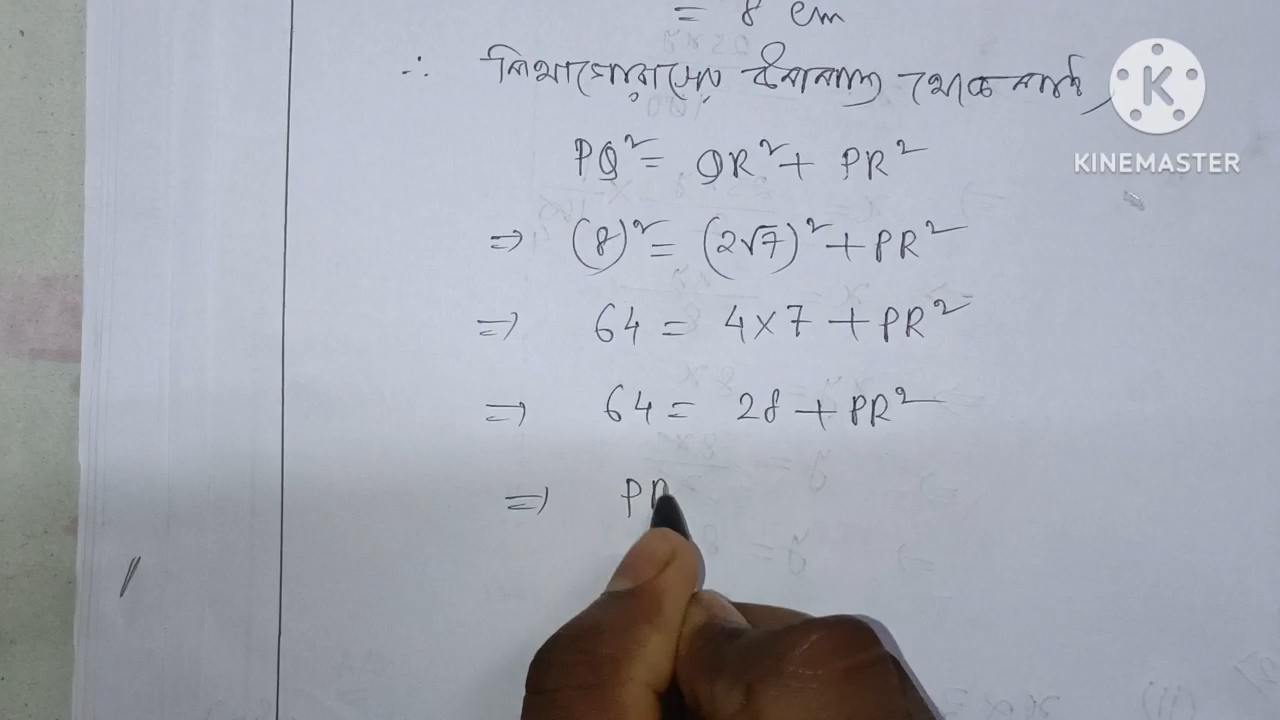 = 8 cm
∴ পিথাগোরাসের উপপাদ্য থেকে পাই,
K
KINEMASTER
PQ² = QR² + PR²
⇒ (8)² = (2√7)² + PR²
⇒ 64 = 4×7 + PR²
⇒ 64 = 28 + PR²
⇒ PR